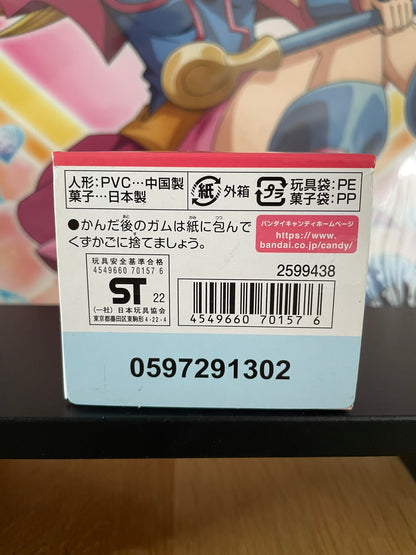 人形：PVC…中国製
菓子…日本製
紙 外箱
プラ
玩具袋：PE
菓子袋：PP
●かんだ後のガムは紙に包んで
くずかごに捨てましょう。
バンダイキャンディホームページ
https://www.
bandai.co.jp/candy/
玩具安全基準合格
4549660 70157 6
ST 22
(一社) 日本玩具協会
東京都墨田区東駒形4-22-4
2599438
4549660 701576
0597291302